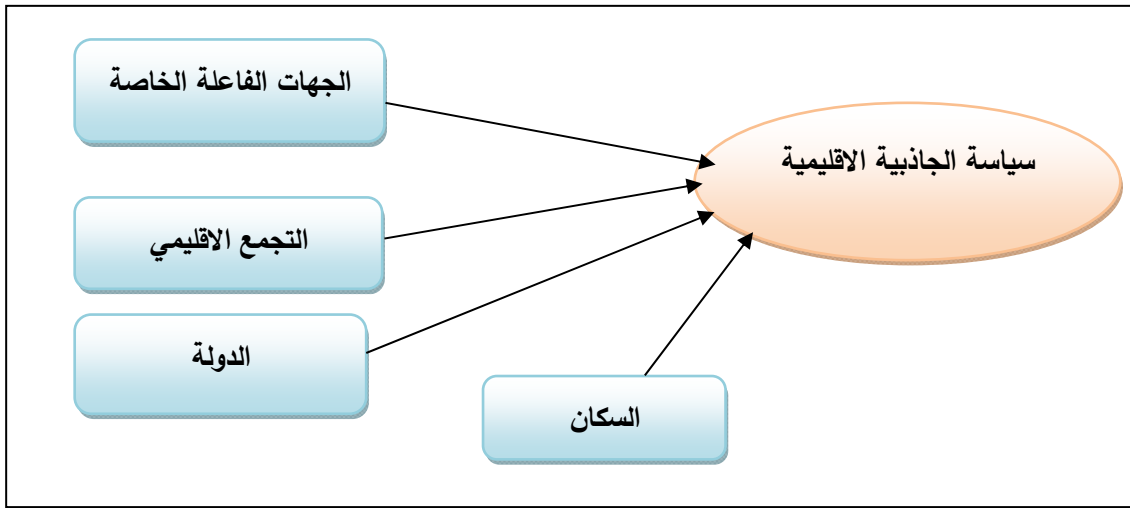 الجهات الفاعلة الخاصة
سياسة الجاذبية الاقليمية
التجمع الاقليمي
الدولة
السكان